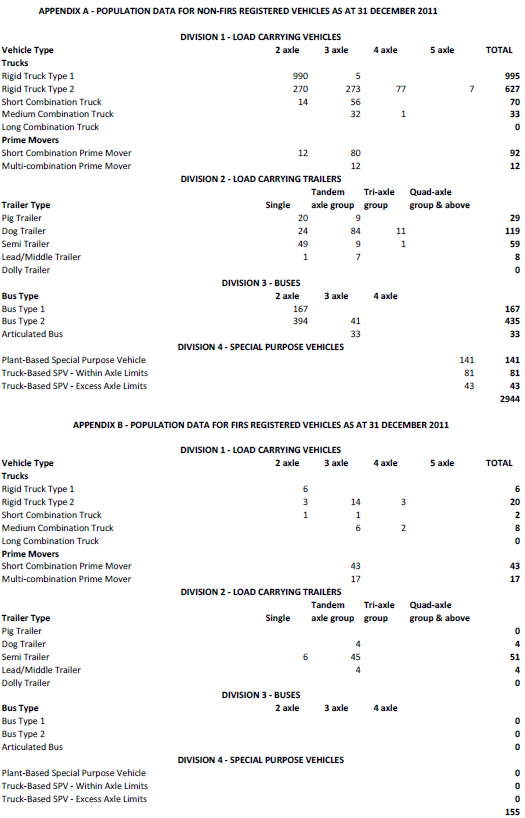 APPENDIX A - POPULATION DATA FOR NON-FIRS REGISTERED VEHICLES AS AT 31 DECEMBER 2011
DIVISION 1 - LOAD CARRYING VEHICLES
Vehicle Type 2 axle 3 axle 4 axle 5 axle TOTAL
Trucks
Rigid Truck Type 1 990 5 995
Rigid Truck Type 2 270 273 77 7 627
Short Combination Truck 14 56 70
Medium Combination Truck 32 1 33
Long Combination Truck 0
Prime Movers
Short Combination Prime Mover 12 80 92
Multi-combination Prime Mover 12 12
DIVISION 2 - LOAD CARRYING TRAILERS
Tandem Tri-axle Quad-axle
Trailer Type Single axle group group group & above
Pig Trailer 20 9 29
Dog Trailer 24 84 11 119
Semi Trailer 49 9 1 59
Lead/Middle Trailer 1 7 8
Dolly Trailer 0
DIVISION 3 - BUSES
Bus Type 2 axle 3 axle 4 axle
Bus Type 1 167 167
Bus Type 2 394 41 435
Articulated Bus 33 33
DIVISION 4 - SPECIAL PURPOSE VEHICLES
Plant-Based Special Purpose Vehicle 141 141
Truck-Based SPV - Within Axle Limits 81 81
Truck-Based SPV - Excess Axle Limits 43 43
2944
APPENDIX B - POPULATION DATA FOR FIRS REGISTERED VEHICLES AS AT 31 DECEMBER 2011
DIVISION 1 - LOAD CARRYING VEHICLES
Vehicle Type 2 axle 3 axle 4 axle 5 axle TOTAL
Trucks
Rigid Truck Type 1 6 6
Rigid Truck Type 2 3 14 3 20
Short Combination Truck 1 1 2
Medium Combination Truck 6 2 8
Long Combination Truck 0
Prime Movers
Short Combination Prime Mover 43 43
Multi-combination Prime Mover 17 17
DIVISION 2 - LOAD CARRYING TRAILERS
Tandem Tri-axle Quad-axle
Trailer Type Single axle group group group & above
Pig Trailer 0
Dog Trailer 4 4
Semi Trailer 6 45 51
Lead/Middle Trailer 4 4
Dolly Trailer 0
DIVISION 3 - BUSES
Bus Type 2 axle 3 axle 4 axle
Bus Type 1 0
Bus Type 2 0
Articulated Bus 0
DIVISION 4 - SPECIAL PURPOSE VEHICLES
Plant-Based Special Purpose Vehicle 0
Truck-Based SPV - Within Axle Limits 0
Truck-Based SPV - Excess Axle Limits 0
155